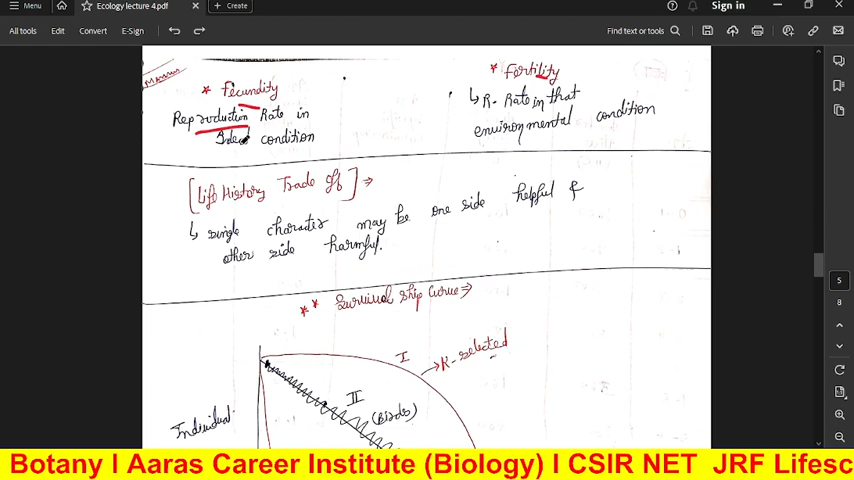 Menu
Ecology lecture 4.pdf
+ Create
Sign in
All tools
Edit
Convert
E-Sign
Find text or tools
* Fecundity
* Fertility
Reproduction Rate in
condition
↳ R- Rate in that
environmental condition
[Life History Trade off] ⇒
↳ single character may be one side helpful &
other side harmful.
** Survival ship Curve ⇒
I
→ K- selected
II
(Birds)
Individual
5
8
Botany I Aaras Career Institute (Biology) I CSIR NET JRF Lifesc